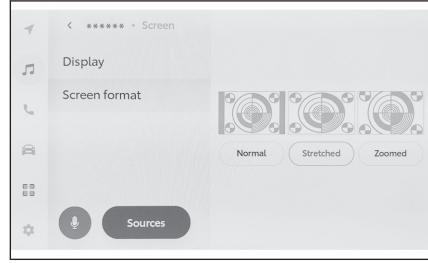 < ****** • Screen
Display
Screen format
Normal Stretched Zoomed
Sources